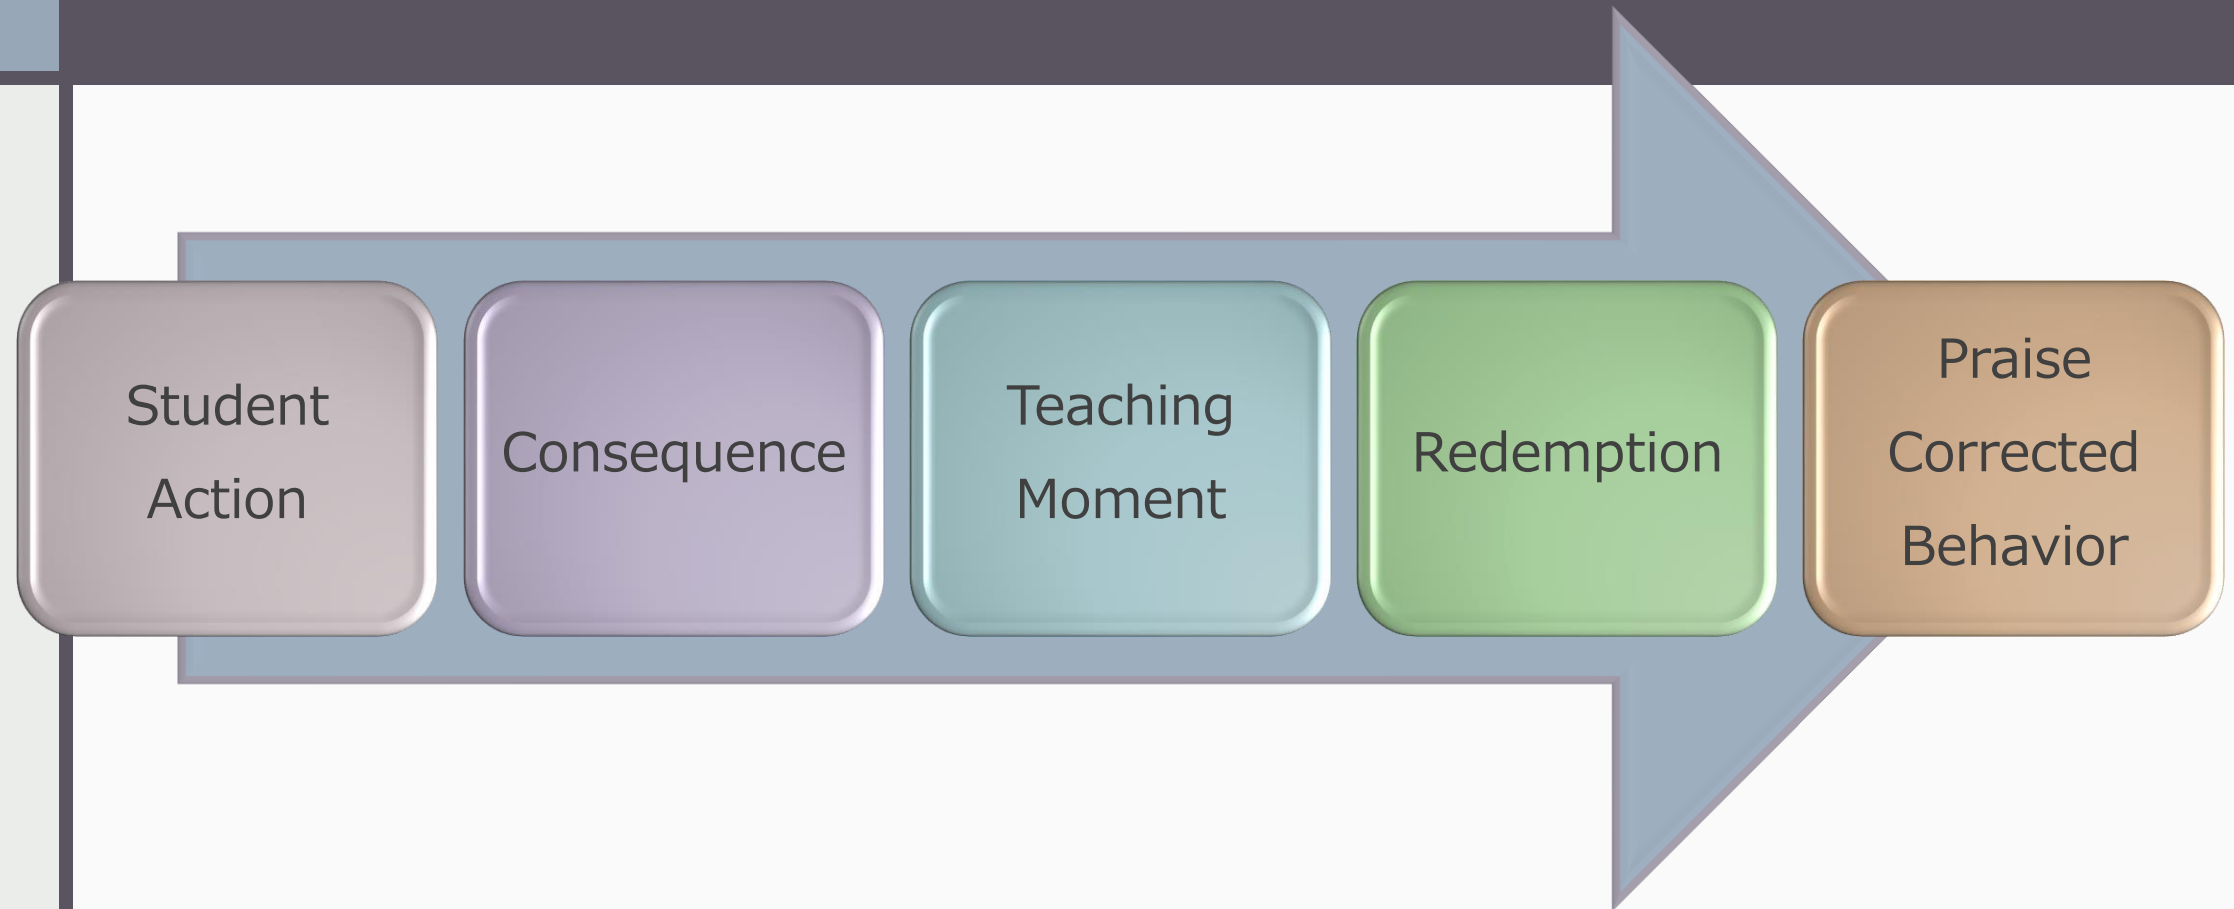 Student
Action
Consequence
Teaching
Moment
Redemption
Praise
Corrected
Behavior